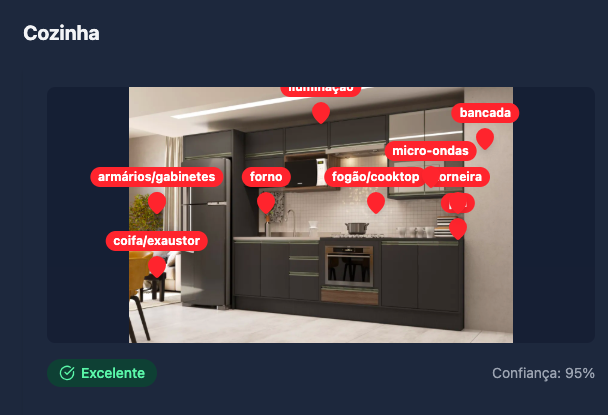 Cozinha
iluminação
bancada
micro-ondas
armários/gabinetes
forno
fogão/cooktop
orneira
coifa/exaustor
Excelente
Confiança: 95%